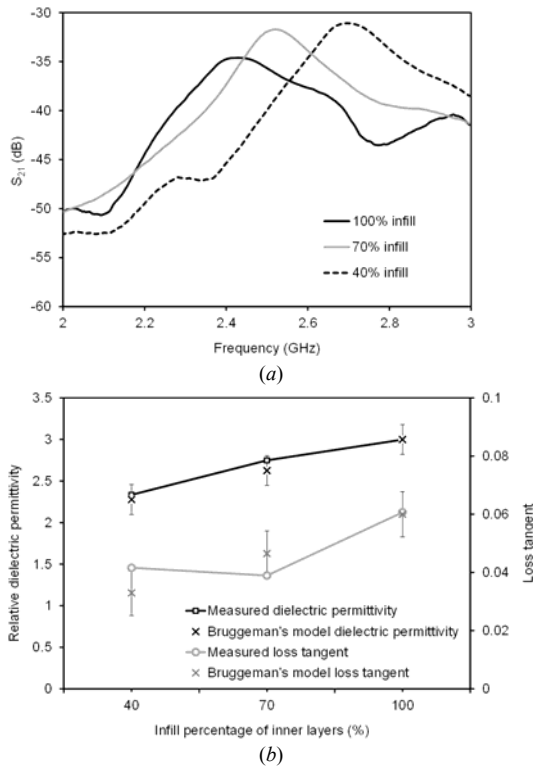 -30
-35
-40
-45
-50
-55
-60
S21 (dB)
100% infill
70% infill
40% infill
2
2.2
2.4
2.6
2.8
3
Frequency (GHz)
(a)
3.5
3
2.5
2
1.5
1
0.5
0
Relative dielectric permittivity
0.1
0.08
0.06
0.04
0.02
0
Loss tangent
Measured dielectric permittivity
Bruggeman's model dielectric permittivity
Measured loss tangent
Bruggeman's model loss tangent
40
70
100
Infill percentage of inner layers (%)
(b)